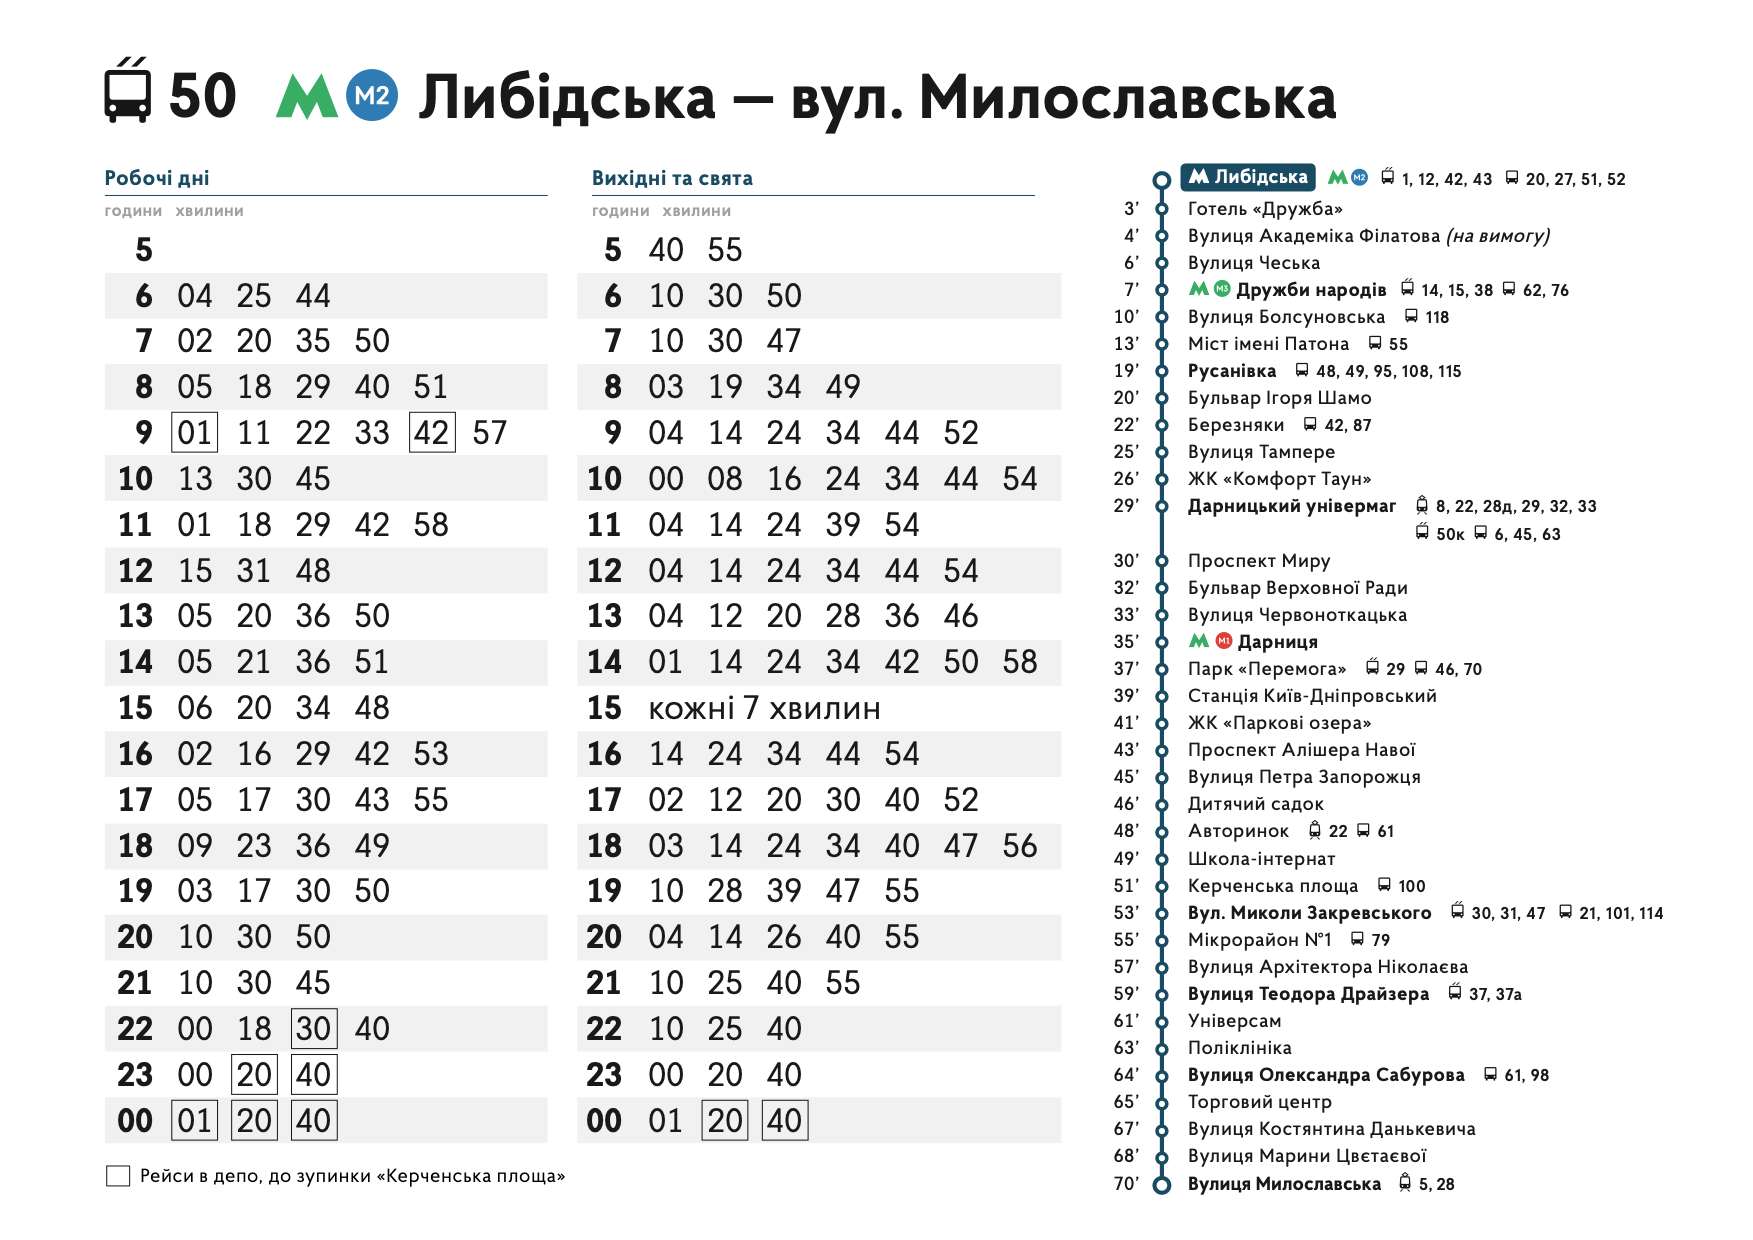 50 М2 Либідська — вул. Милославська
Робочі дні
години хвилини
5
6 04 25 44
7 02 20 35 50
8 05 18 29 40 51
9 01 11 22 33 42 57
10 13 30 45
11 01 18 29 42 58
12 15 31 48
13 05 20 36 50
14 05 21 36 51
15 06 20 34 48
16 02 16 29 42 53
17 05 17 30 43 55
18 09 23 36 49
19 03 17 30 50
20 10 30 50
21 10 30 45
22 00 18 30 40
23 00 20 40
00 01 20 40
Рейси в депо, до зупинки «Керченська площа»
Вихідні та свята
години хвилини
5 40 55
6 10 30 50
7 10 30 47
8 03 19 34 49
9 04 14 24 34 44 52
10 00 08 16 24 34 44 54
11 04 14 24 39 54
12 04 14 24 34 44 54
13 04 12 20 28 36 46
14 01 14 24 34 42 50 58
15 кожні 7 хвилин
16 14 24 34 44 54
17 02 12 20 30 40 52
18 03 14 24 34 40 47 56
19 10 28 39 47 55
20 04 14 26 40 55
21 10 25 40 55
22 10 25 40
23 00 20 40
00 01 20 40
Либідська М2 1, 12, 42, 43 20, 27, 51, 52
3’ Готель «Дружба»
4’ Вулиця Академіка Філатова (на вимогу)
6’ Вулиця Чеська
7’ М3 Дружби народів 14, 15, 38 62, 76
10’ Вулиця Болсуновська 118
13’ Міст імені Патона 55
19’ Русанівка 48, 49, 95, 108, 115
20’ Бульвар Ігоря Шамо
22’ Березняки 42, 87
25’ Вулиця Тампере
26’ ЖК «Комфорт Таун»
29’ Дарницький універмаг 8, 22, 28д, 29, 32, 33
50к 6, 45, 63
30’ Проспект Миру
32’ Бульвар Верховної Ради
33’ Вулиця Червоноткацька
35’ М1 Дарниця
37’ Парк «Перемога» 29 46, 70
39’ Станція Київ-Дніпровський
41’ ЖК «Паркові озера»
43’ Проспект Алішера Навої
45’ Вулиця Петра Запорожця
46’ Дитячий садок
48’ Авторинок 22 61
49’ Школа-інтернат
51’ Керченська площа 100
53’ Вул. Миколи Закревського 30, 31, 47 21, 101, 114
55’ Мікрорайон №1 79
57’ Вулиця Архітектора Ніколаєва
59’ Вулиця Теодора Драйзера 37, 37а
61’ Універсам
63’ Поліклініка
64’ Вулиця Олександра Сабурова 61, 98
65’ Торговий центр
67’ Вулиця Костянтина Данькевича
68’ Вулиця Марини Цвєтаєвої
70’ Вулиця Милославська 5, 28